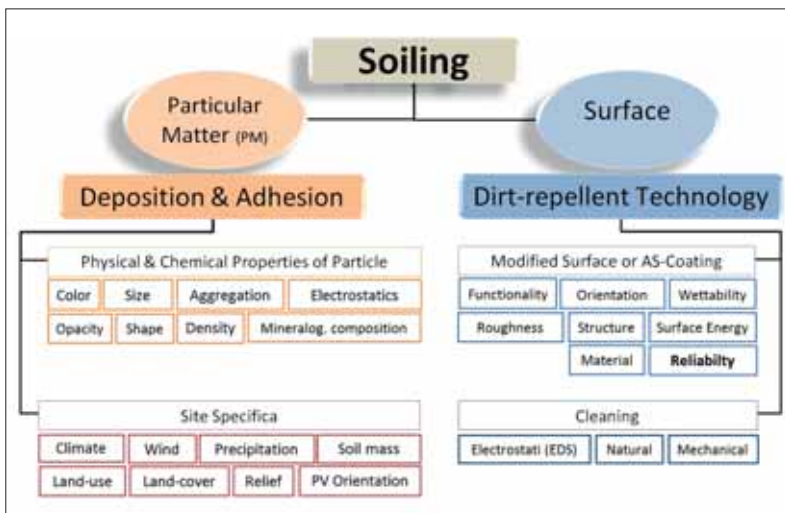 Soiling
Particular
Matter (PM)
Surface
Deposition & Adhesion
Dirt-repellent Technology
Physical & Chemical Properties of Particle
Color Size Aggregation Electrostatics
Opacity Shape Density Mineralog. composition
Site Specifica
Climate Wind Precipitation Soil mass
Land-use Land-cover Relief PV Orientation
Modified Surface or AS-Coating
Functionality Orientation Wettability
Roughness Structure Surface Energy
Material Reliabilty
Cleaning
Electrostati (EDS) Natural Mechanical